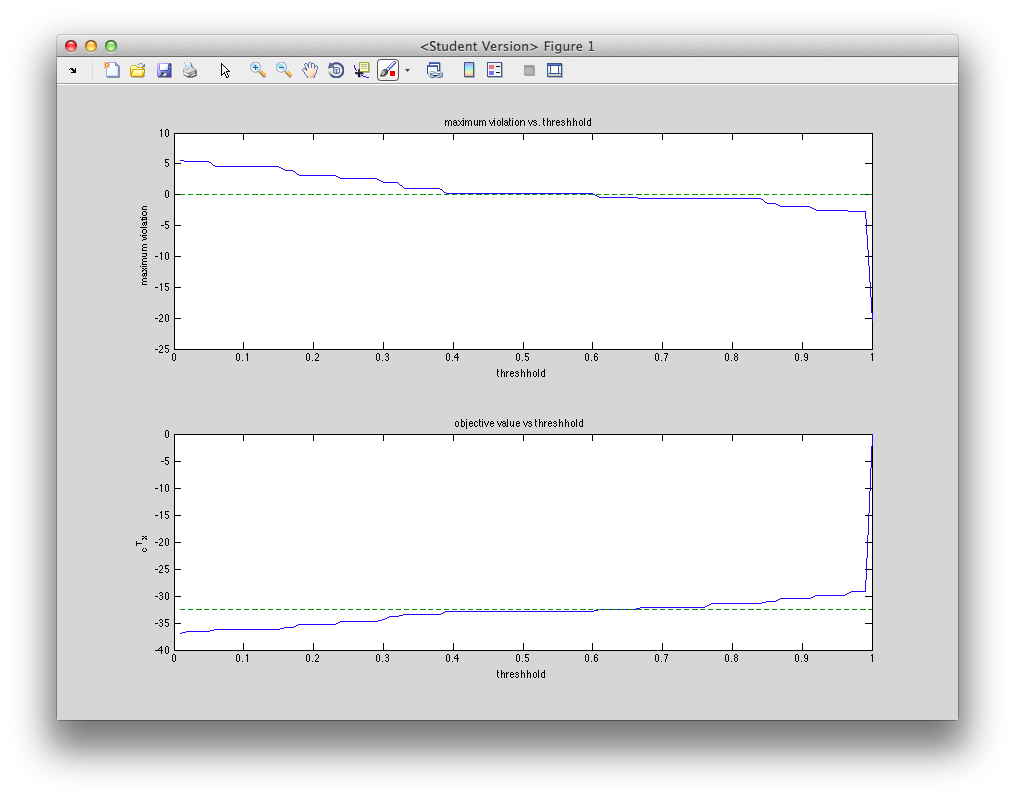 <Student Version> Figure 1
maximum violation vs. threshhold
maximum violation
10
5
0
-5
-10
-15
-20
-25
0 0.1 0.2 0.3 0.4 0.5 0.6 0.7 0.8 0.9 1
threshhold
objective value vs threshhold
c^T x
0
-5
-10
-15
-20
-25
-30
-35
-40
0 0.1 0.2 0.3 0.4 0.5 0.6 0.7 0.8 0.9 1
threshhold